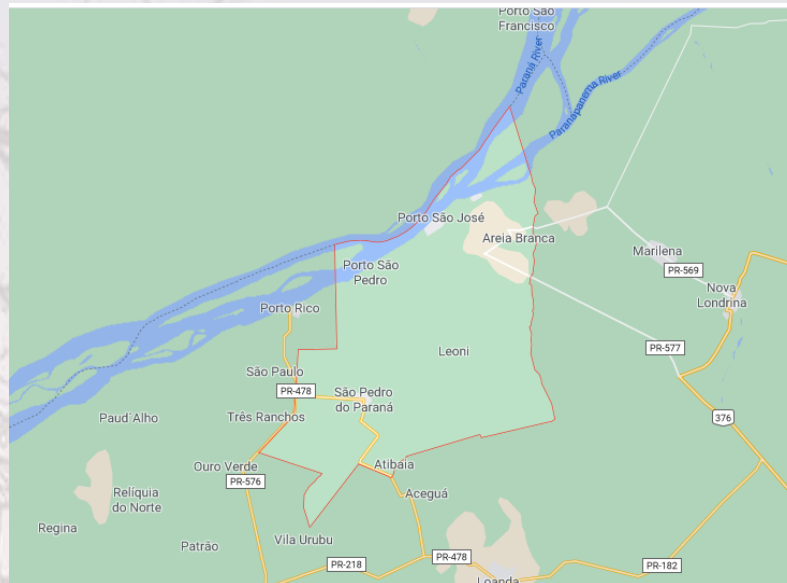 Porto São
Francisco
Paraná River
Paranapanema River
Porto São José
Areia Branca
Marilena
PR-569
Porto São
Pedro
Nova
Londrina
Porto Rico
Leoni
PR-577
São Paulo
PR-478
São Pedro
do Paraná
Paud Alho
Três Ranchos
376
Ouro Verde
Atibaia
PR-576
Relíquia
do Norte
Aceguá
Regina
Patrão
Vila Urubu
PR-218
PR-478
PR-182
Loanda